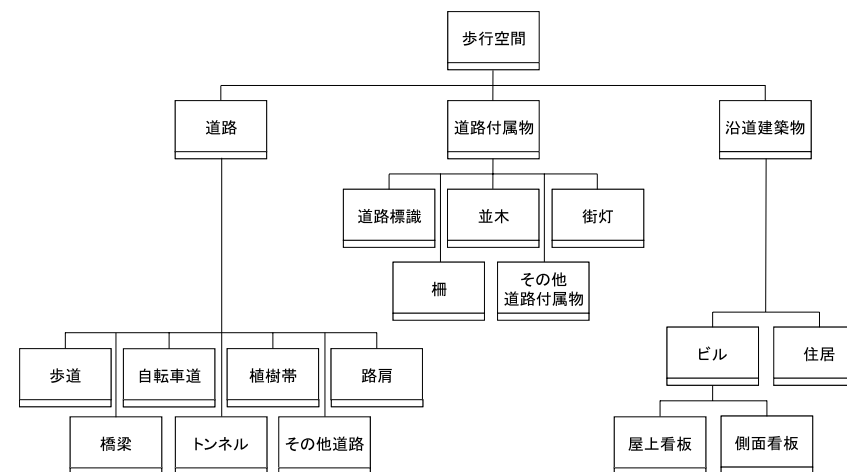 歩行空間
道路
道路付属物
沿道建築物
道路標識
並木
街灯
柵
その他
道路付属物
ビル
住居
歩道
自転車道
植樹帯
路肩
橋梁
トンネル
その他道路
屋上看板
側面看板